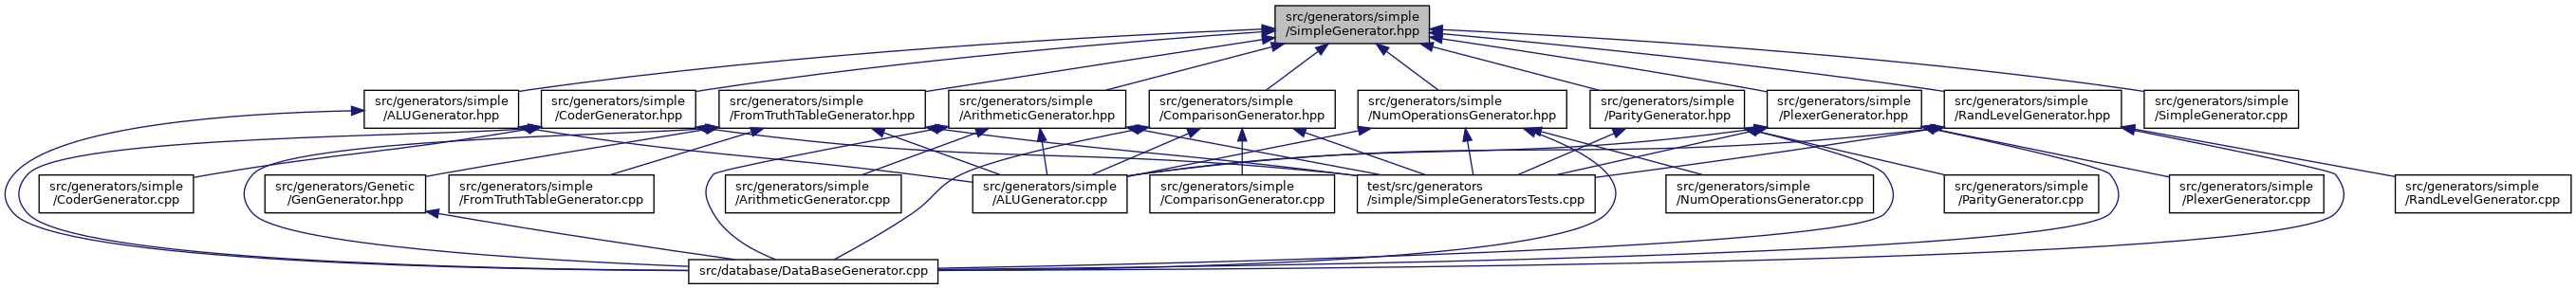 src/generators/simple
/SimpleGenerator.hpp
src/generators/simple
/ALUGenerator.hpp
src/generators/simple
/CoderGenerator.hpp
src/generators/simple
/FromTruthTableGenerator.hpp
src/generators/simple
/ArithmeticGenerator.hpp
src/generators/simple
/ComparisonGenerator.hpp
src/generators/simple
/NumOperationsGenerator.hpp
src/generators/simple
/ParityGenerator.hpp
src/generators/simple
/PlexerGenerator.hpp
src/generators/simple
/RandLevelGenerator.hpp
src/generators/simple
/SimpleGenerator.cpp
src/generators/simple
/CoderGenerator.cpp
src/generators/Genetic
/GenGenerator.hpp
src/generators/simple
/FromTruthTableGenerator.cpp
src/generators/simple
/ArithmeticGenerator.cpp
src/generators/simple
/ALUGenerator.cpp
src/generators/simple
/ComparisonGenerator.cpp
test/src/generators
/simple/SimpleGeneratorsTests.cpp
src/generators/simple
/NumOperationsGenerator.cpp
src/generators/simple
/ParityGenerator.cpp
src/generators/simple
/PlexerGenerator.cpp
src/generators/simple
/RandLevelGenerator.cpp
src/database/DataBaseGenerator.cpp